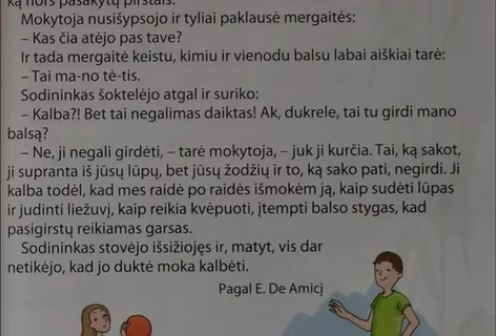 ką nors pasakytų pirštais.
Mokytoja nusišypsojo ir tyliai paklausė mergaitės:
– Kas čia atėjo pas tave?
Ir tada mergaitė keistu, kimiu ir vienodu balsu labai aiškiai tarė:
– Tai ma-no tė-tis.
Sodininkas šoktelėjo atgal ir suriko:
– Kalba?! Bet tai negalimas daiktas! Ak, dukrele, tai tu girdi mano
balsą?
– Ne, ji negali girdėti, – tarė mokytoja, – juk ji kurčia. Tai, ką sakot,
ji supranta iš jūsų lūpų, bet jūsų žodžių ir to, ką sako pati, negirdi. Ji
kalba todėl, kad mes raidė po raidės išmokėm ją, kaip sudėti lūpas
ir judinti liežuvį, kaip reikia kvėpuoti, įtempti balso stygas, kad
pasigirstų reikiamas garsas.
Sodininkas stovėjo išsižiojęs ir, matyt, vis dar
netikėjo, kad jo duktė moka kalbėti.
Pagal E. De Amicį